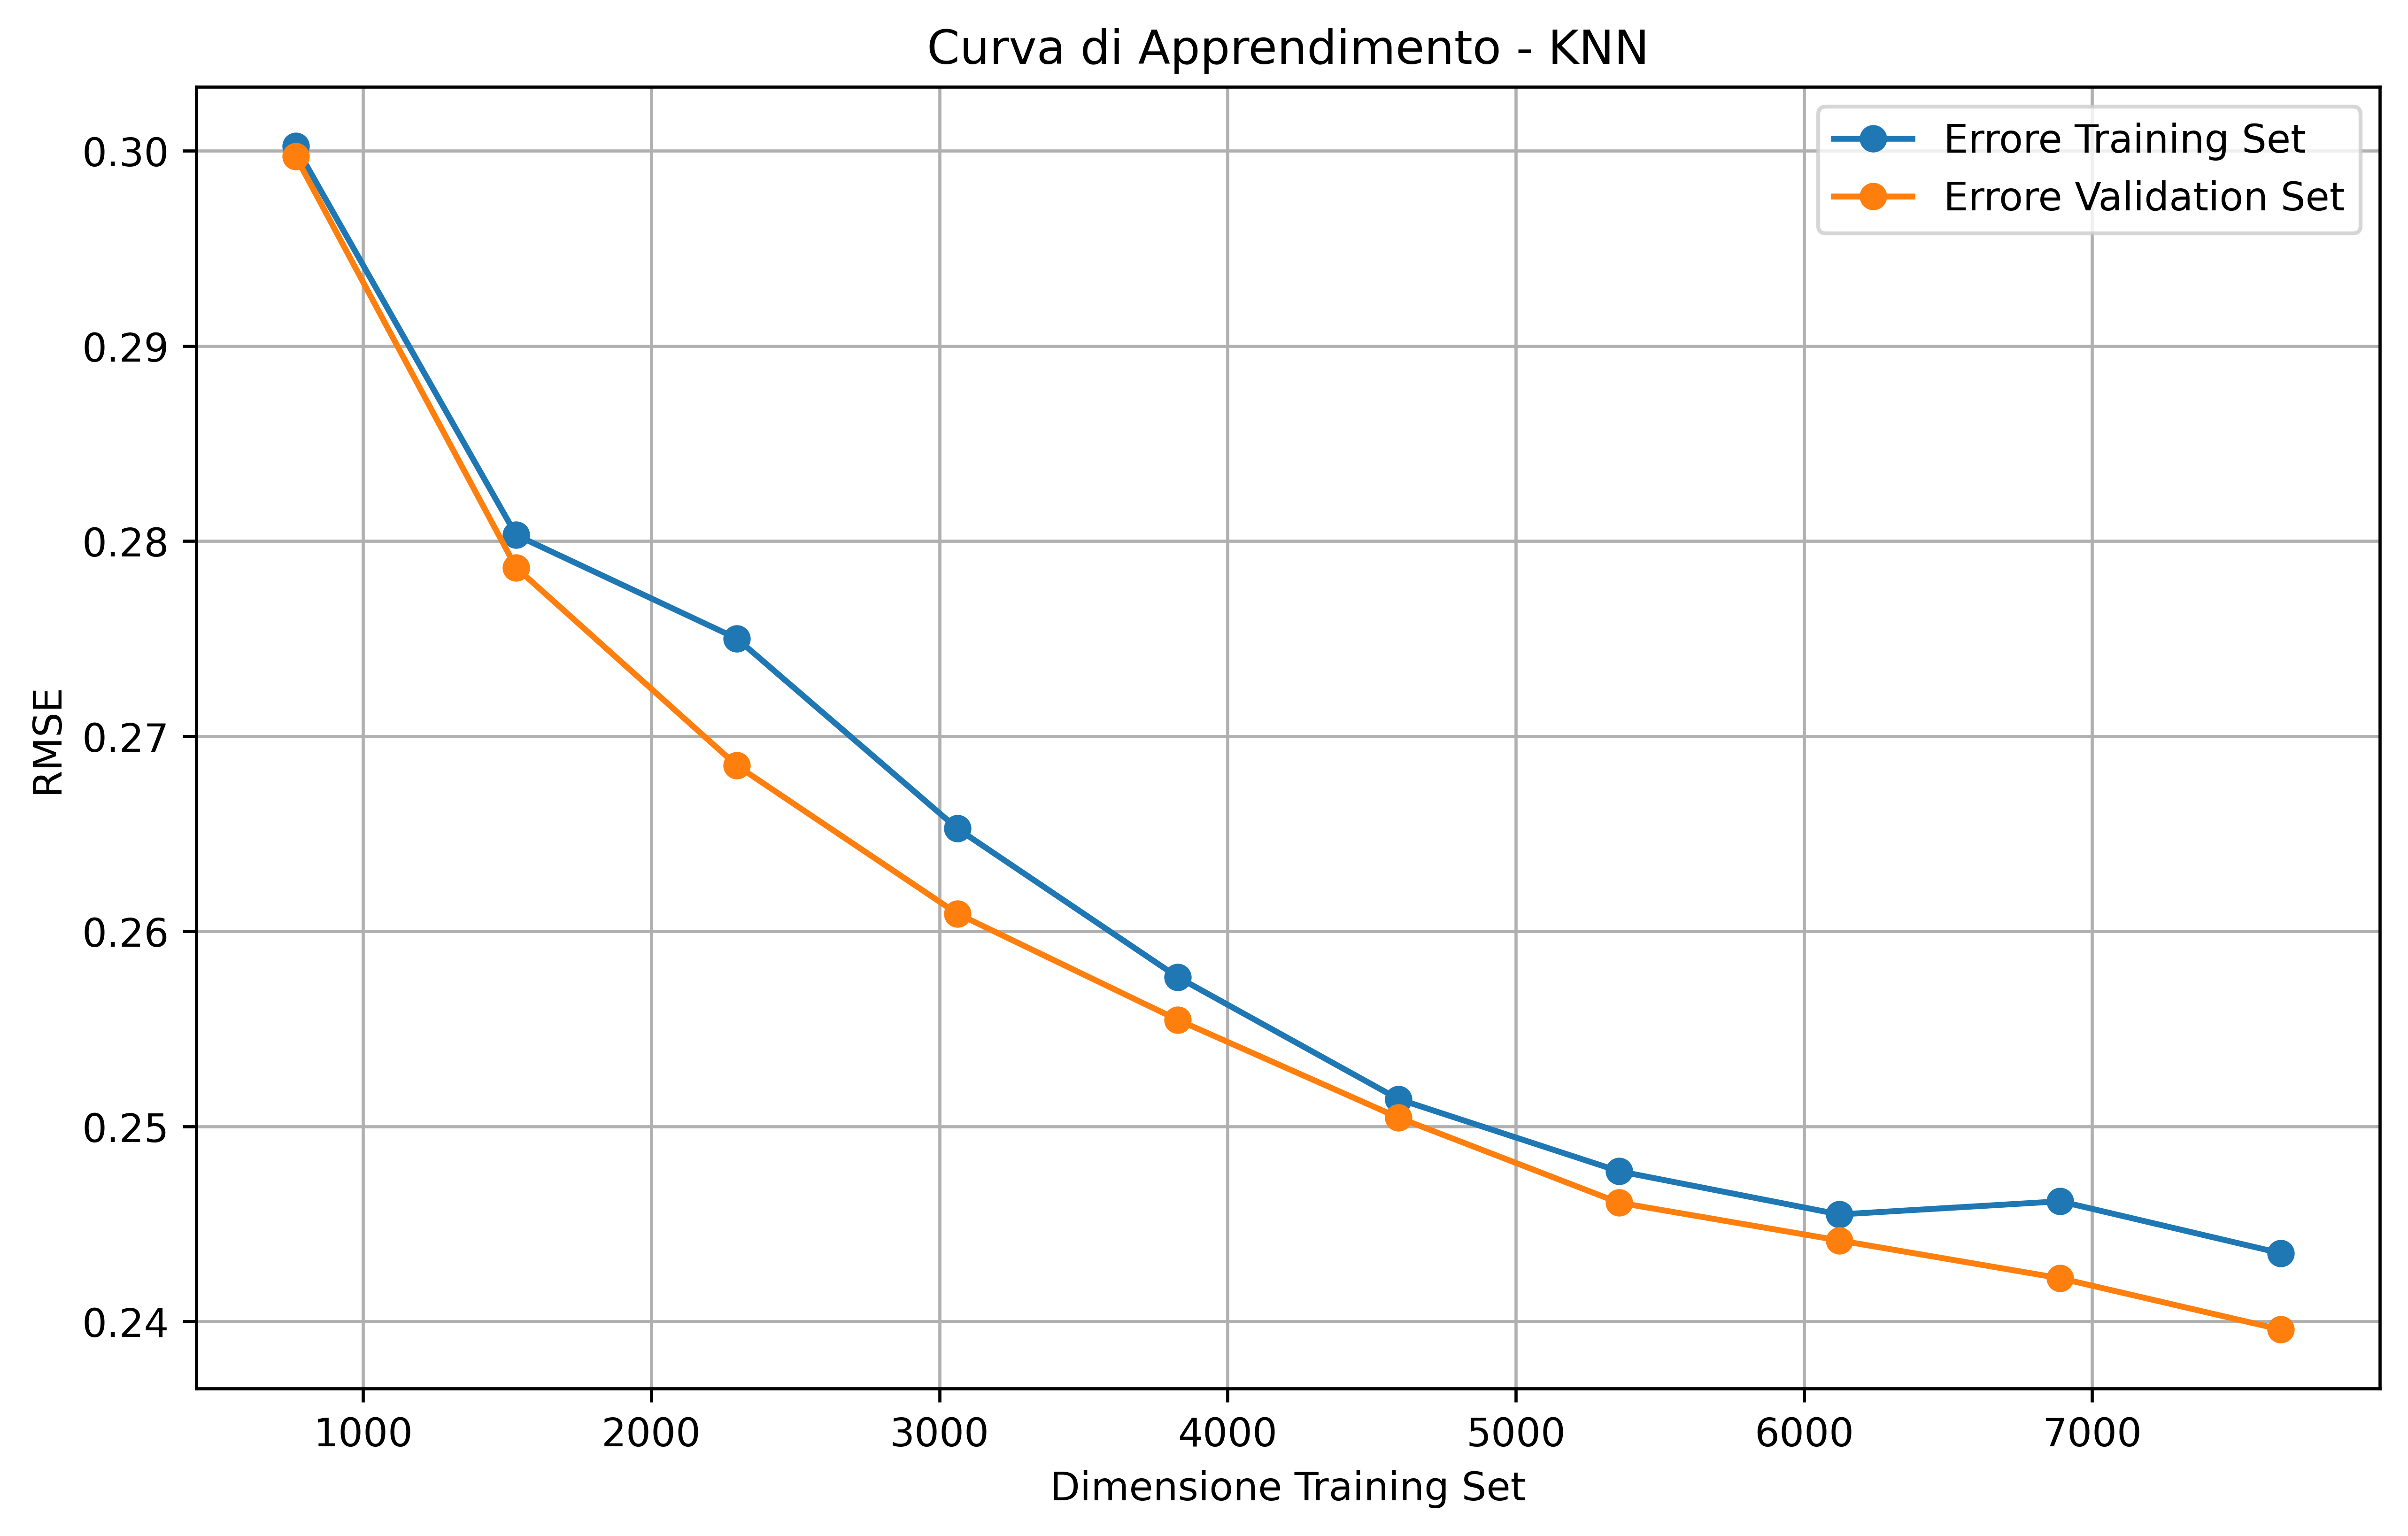 Curva di Apprendimento - KNN
Errore Training Set
Errore Validation Set
0.30
0.29
0.28
0.27
0.26
0.25
0.24
RMSE
1000 2000 3000 4000 5000 6000 7000
Dimensione Training Set